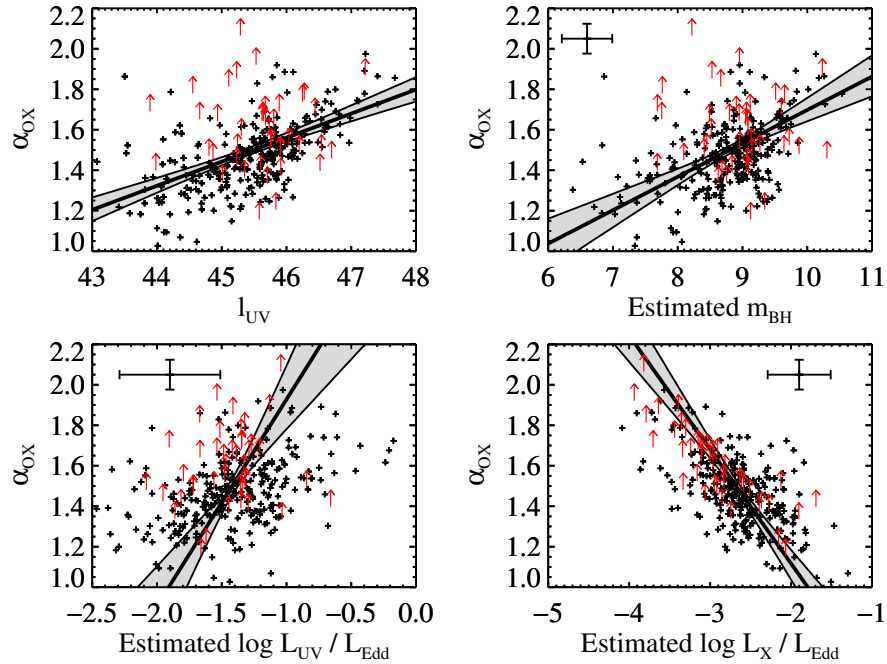 2.2
2.0
1.8
1.6
1.4
1.2
1.0
α_OX
43 44 45 46 47 48
l_UV
2.2
2.0
1.8
1.6
1.4
1.2
1.0
α_OX
6 7 8 9 10 11
Estimated m_BH
2.2
2.0
1.8
1.6
1.4
1.2
1.0
α_OX
−2.5 −2.0 −1.5 −1.0 −0.5 0.0
Estimated log L_UV / L_Edd
2.2
2.0
1.8
1.6
1.4
1.2
1.0
α_OX
−5 −4 −3 −2 −1
Estimated log L_X / L_Edd